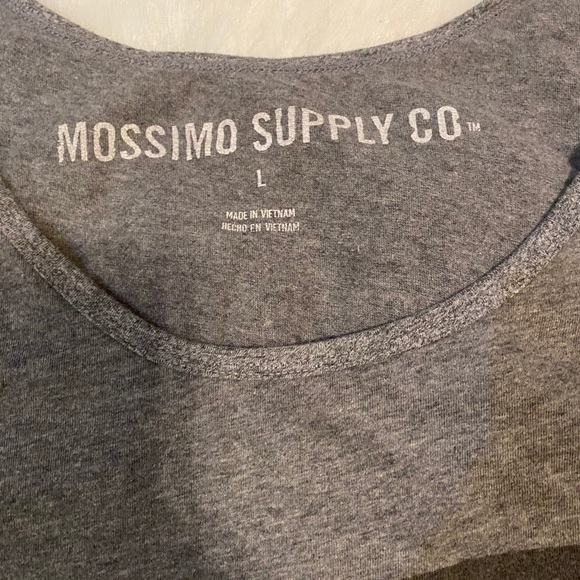 MOSSIMO SUPPLY CO™
L
MADE IN VIETNAM
HECHO EN VIETNAM